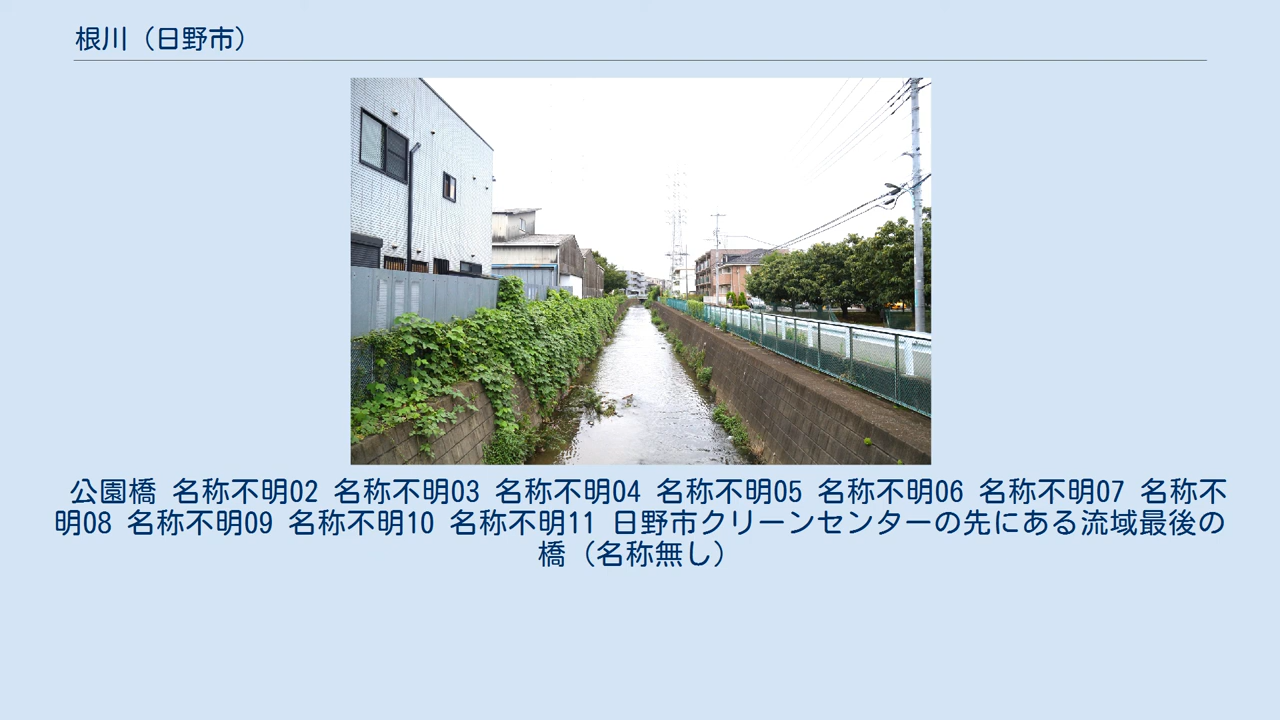 根川（日野市）
公園橋 名称不明02 名称不明03 名称不明04 名称不明05 名称不明06 名称不明07 名称不
明08 名称不明09 名称不明10 名称不明11 日野市クリーンセンターの先にある流域最後の
橋（名称無し）